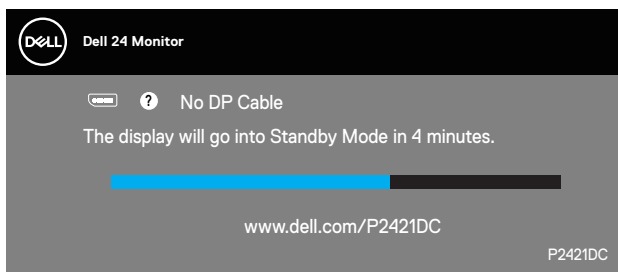 DELL
Dell 24 Monitor
? No DP Cable
The display will go into Standby Mode in 4 minutes.
www.dell.com/P2421DC
P2421DC